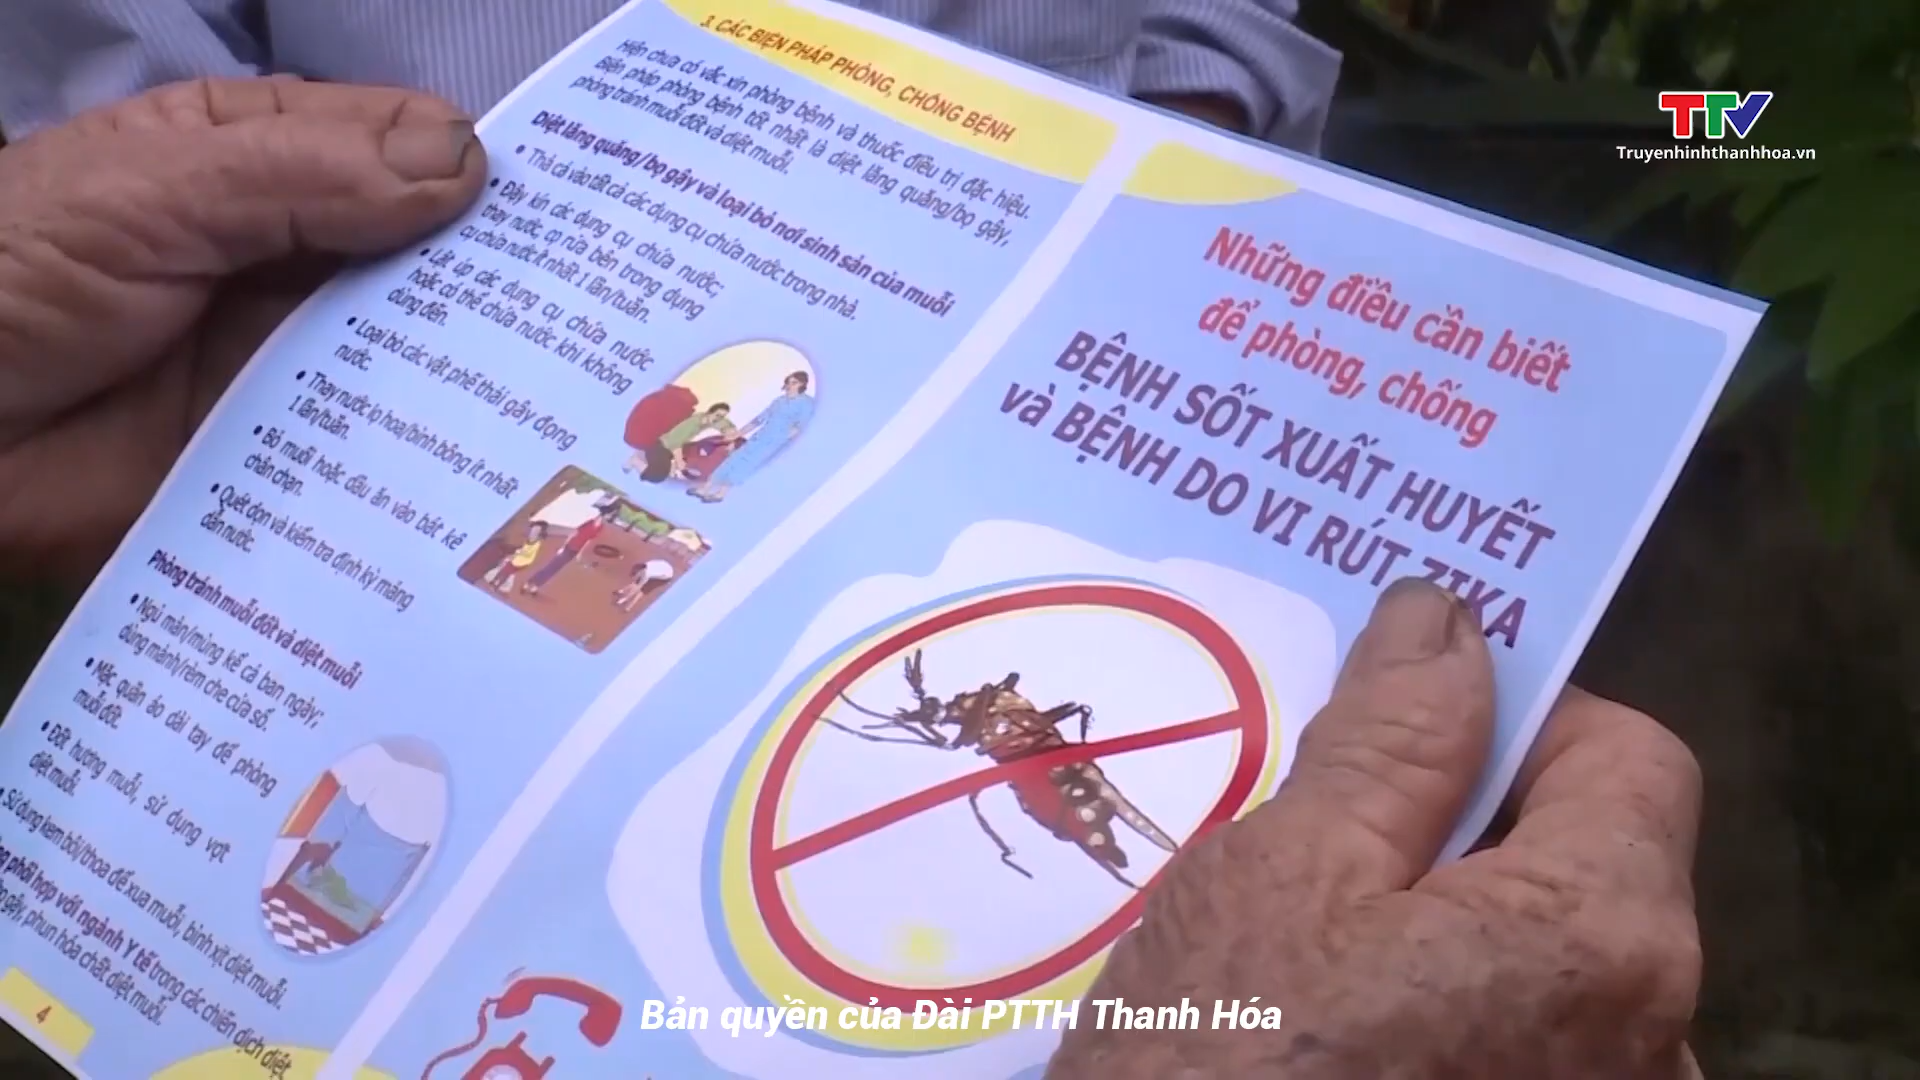 3. CÁC BIỆN PHÁP PHÒNG, CHỐNG BỆNH
Hiện chưa có vắc xin phòng bệnh và thuốc điều trị đặc hiệu.
Biện pháp phòng bệnh tốt nhất là diệt lăng quăng/bọ gậy,
phòng tránh muỗi đốt và diệt muỗi.
Diệt lăng quăng/ bọ gậy và loại bỏ nơi sinh sản của muỗi
• Thả cá vào tất cả các dụng cụ chứa nước trong nhà.
• Đậy kín các dụng cụ chứa nước;
thay nước, cọ rửa bên trong dụng
cụ chứa nước ít nhất 1 lần/tuần.
• Lật úp các dụng cụ chứa nước
hoặc có thể chứa nước khi không
dùng đến.
• Loại bỏ các vật phế thải gây đọng
nước.
• Thay nước lọ hoa/bình bông ít nhất
1 lần/tuần.
• Bỏ muối hoặc dầu ăn vào bát kê
chân chạn.
• Quét dọn và kiểm tra định kỳ máng
dẫn nước.
Phòng tránh muỗi đốt và diệt muỗi
• Ngủ màn/mùng kể cả ban ngày;
dùng mành/rèm che cửa sổ.
• Mặc quần áo dài tay để phòng
muỗi đốt.
• Đốt hương muỗi, sử dụng vợt
diệt muỗi.
• Sử dụng kem bôi/thoa để xua muỗi, bình xịt diệt muỗi.
phối hợp với ngành Y tế trong các chiến dịch diệt
gậy, phun hóa chất diệt muỗi.
4
Những điều cần biết
để phòng, chống
BỆNH SỐT XUẤT HUYẾT
và BỆNH DO VI RÚT ZIKA
TTV
Truyenhinhthanhhoa.vn
Bản quyền của Đài PTTH Thanh Hóa